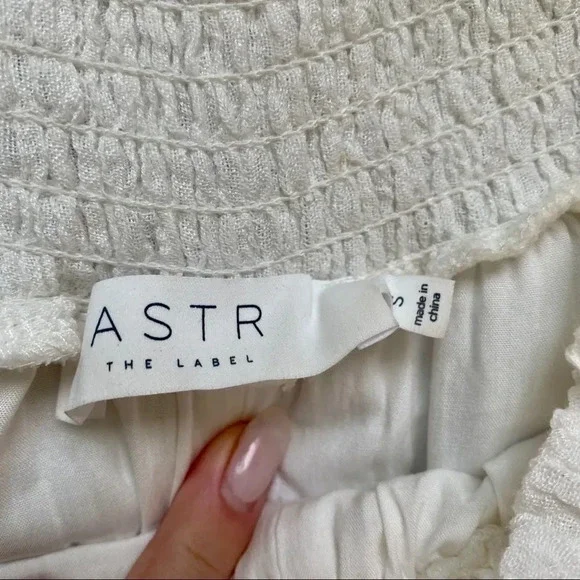 ASTR
THE LABEL
S
made in
china